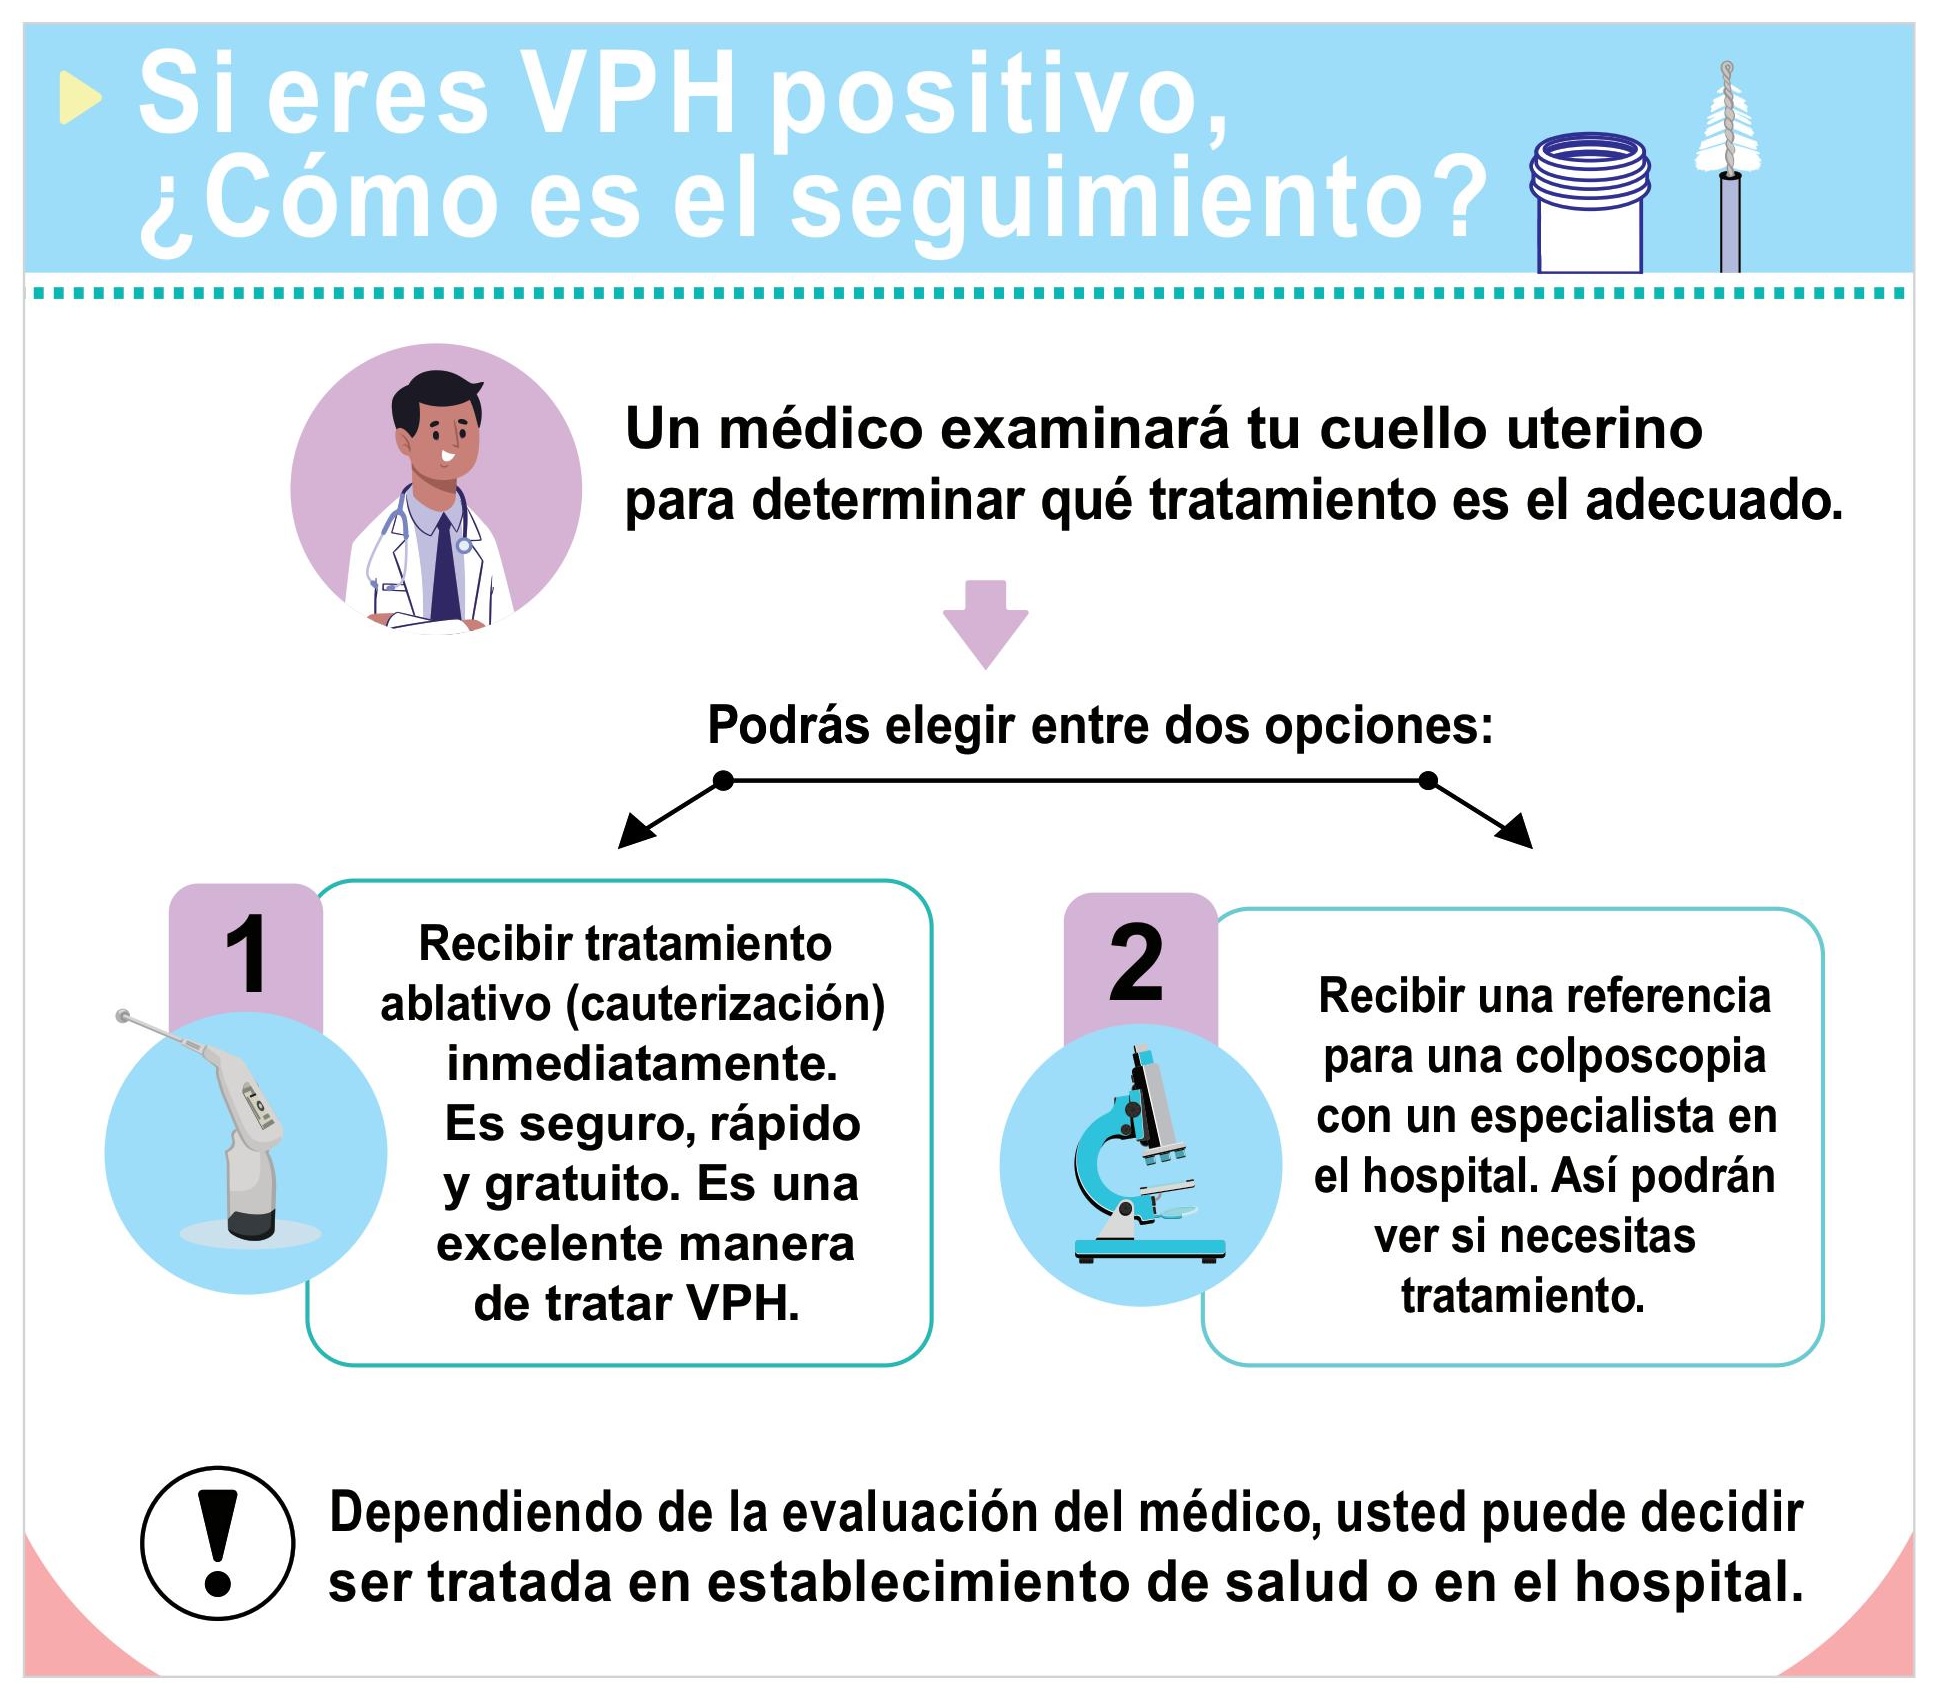 Si eres VPH positivo,
¿Cómo es el seguimiento?
Un médico examinará tu cuello uterino
para determinar qué tratamiento es el adecuado.
Podrás elegir entre dos opciones:
1
Recibir tratamiento
ablativo (cauterización)
inmediatamente.
Es seguro, rápido
y gratuito. Es una
excelente manera
de tratar VPH.
2
Recibir una referencia
para una colposcopia
con un especialista en
el hospital. Así podrán
ver si necesitas
tratamiento.
Dependiendo de la evaluación del médico, usted puede decidir
ser tratada en establecimiento de salud o en el hospital.